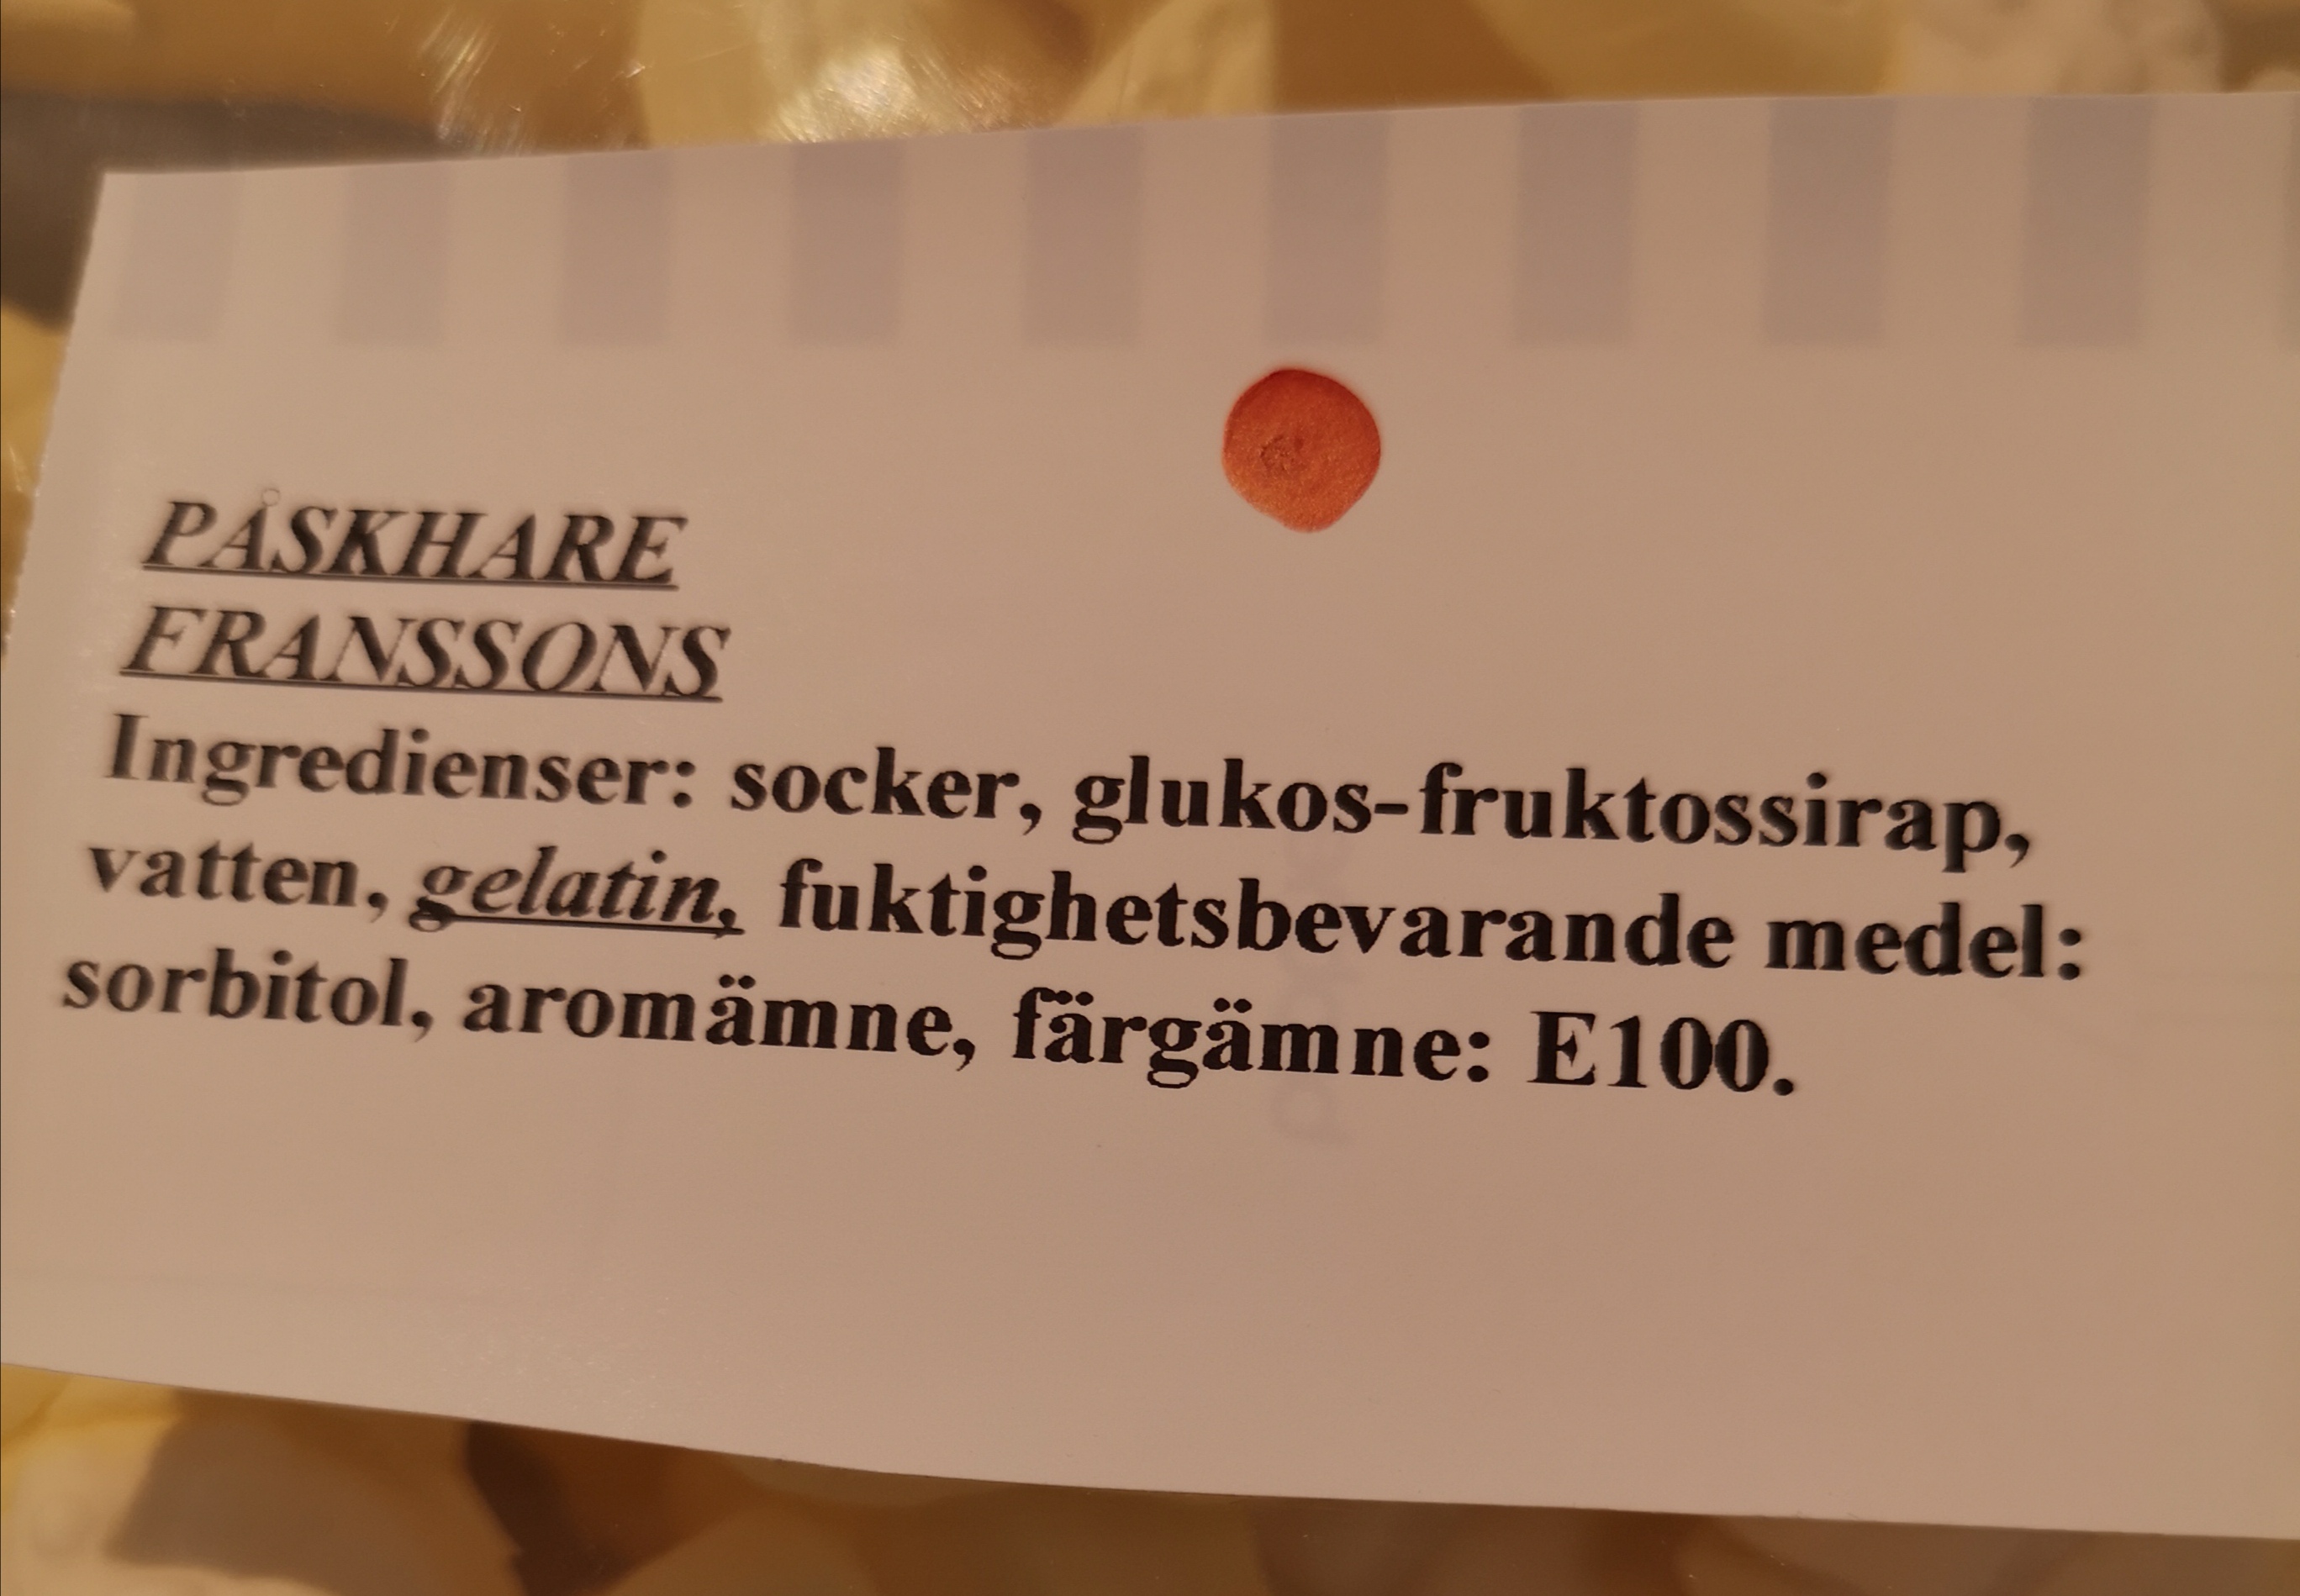 PÅSKHARE
FRANSSONS
Ingredienser: socker, glukos-fruktossirap,
vatten, gelatin, fuktighetsbevarande medel:
sorbitol, aromämne, färgämne: E100.